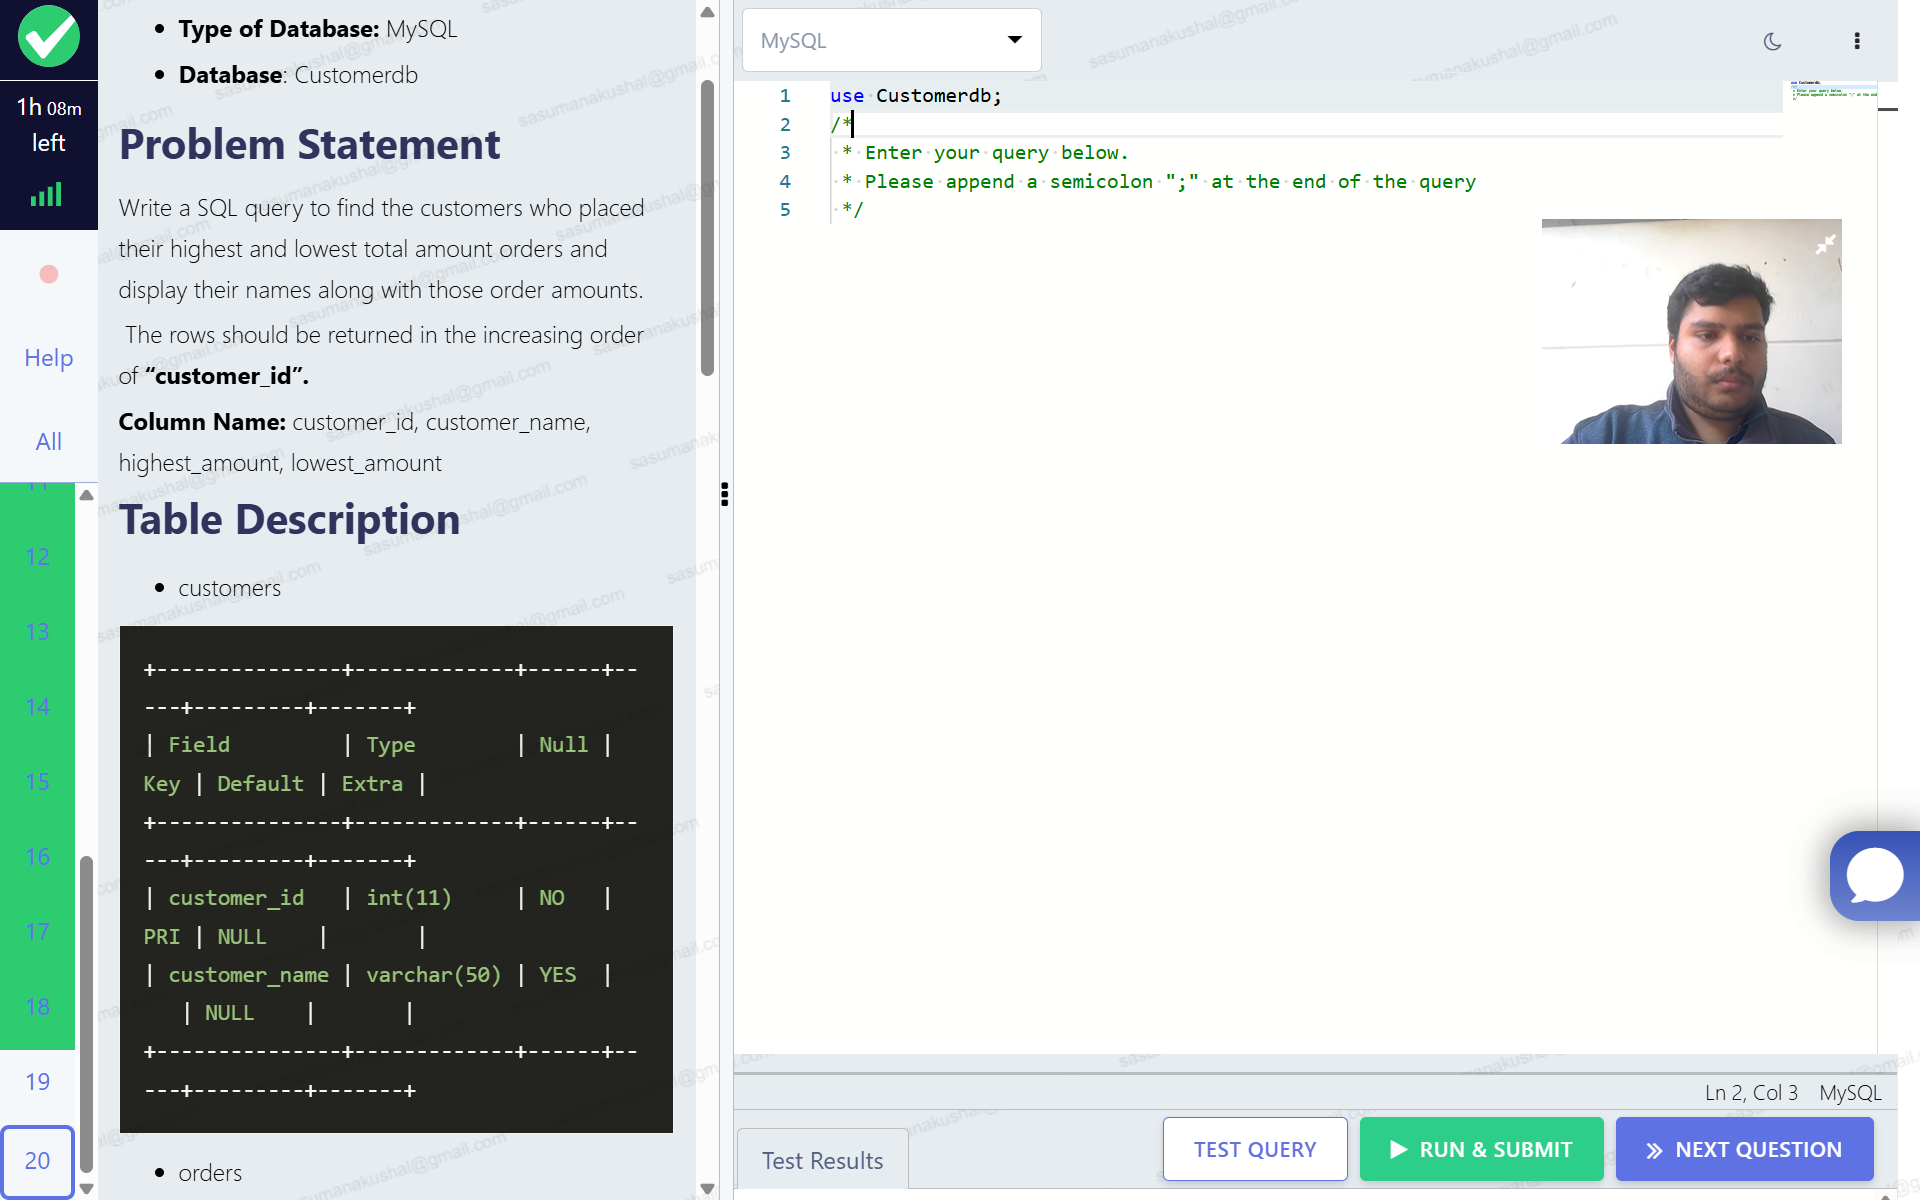 1h 08m
left
Help
All
11
12
13
14
15
16
17
18
19
20
• Type of Database: MySQL
• Database: Customerdb
Problem Statement
Write a SQL query to find the customers who placed
their highest and lowest total amount orders and
display their names along with those order amounts.
The rows should be returned in the increasing order
of “customer_id”.
Column Name: customer_id, customer_name,
highest_amount, lowest_amount
Table Description
• customers
+---------------+-------------+------+--
---+---------+-------+
| Field         | Type        | Null |
Key | Default | Extra |
+---------------+-------------+------+--
---+---------+-------+
| customer_id   | int(11)     | NO   |
PRI | NULL    |       |
| customer_name | varchar(50) | YES  |
    | NULL    |       |
+---------------+-------------+------+--
---+---------+-------+
• orders
MySQL
1 use Customerdb;
2 /*
3  * Enter your query below.
4  * Please append a semicolon ";" at the end of the query
5  */
Ln 2, Col 3 MySQL
Test Results
TEST QUERY
RUN & SUBMIT
NEXT QUESTION
sasumanakushal@gmail.com